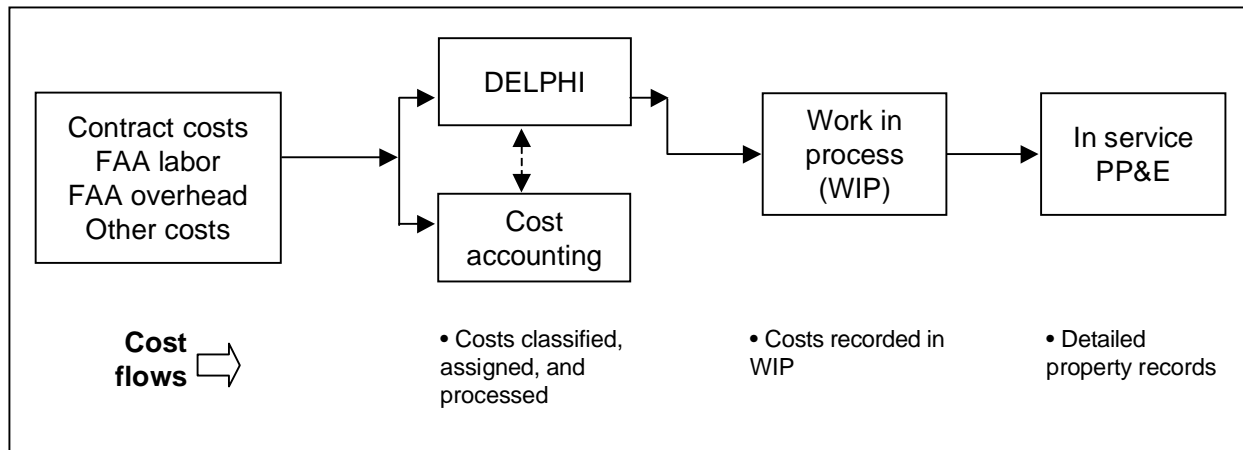 Contract costs
FAA labor
FAA overhead
Other costs
DELPHI
Cost
accounting
Work in
process
(WIP)
In service
PP&E
Cost
flows
• Costs classified,
assigned, and
processed
• Costs recorded in
WIP
• Detailed
property records